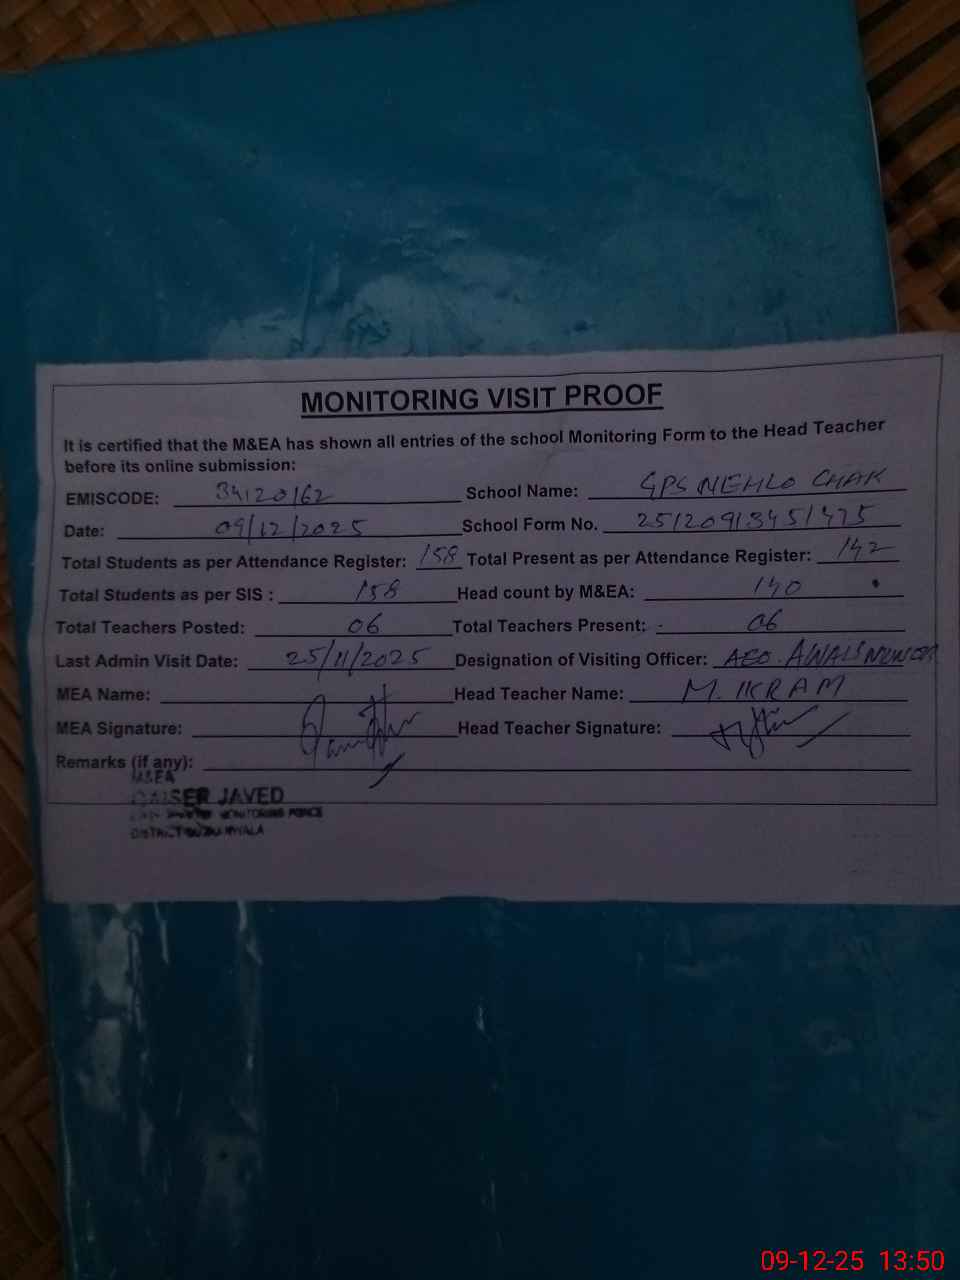 MONITORING VISIT PROOF
It is certified that the M&EA has shown all entries of the school Monitoring Form to the Head Teacher
before its online submission:
EMISCODE: 34120162 School Name: GPS NEHLO CHAK
Date: 09/12/2025 School Form No. 25120913451475
Total Students as per Attendance Register: 158 Total Present as per Attendance Register: 142
Total Students as per SIS : 158 Head count by M&EA: 140
Total Teachers Posted: 06 Total Teachers Present: 06
Last Admin Visit Date: 25/11/2025 Designation of Visiting Officer: AEO.
MEA Name: Head Teacher Name: M. IKRAM
MEA Signature: Head Teacher Signature:
Remarks (if any):
M&EA
QAISER JAVED
MONITORING FORCE
DISTRICT
09-12-25 13:50